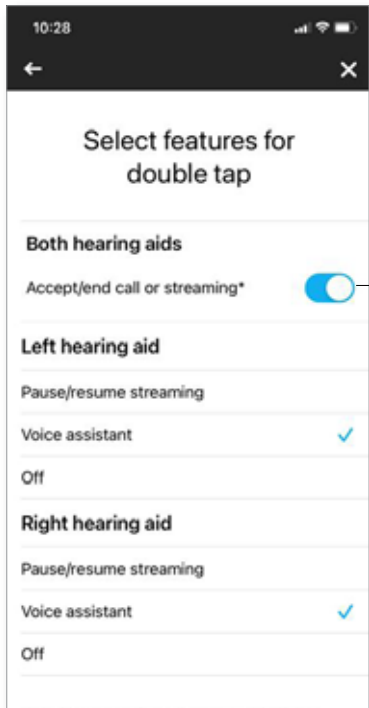 10:28
Select features for
double tap
Both hearing aids
Accept/end call or streaming*
Left hearing aid
Pause/resume streaming
Voice assistant
Off
Right hearing aid
Pause/resume streaming
Voice assistant
Off